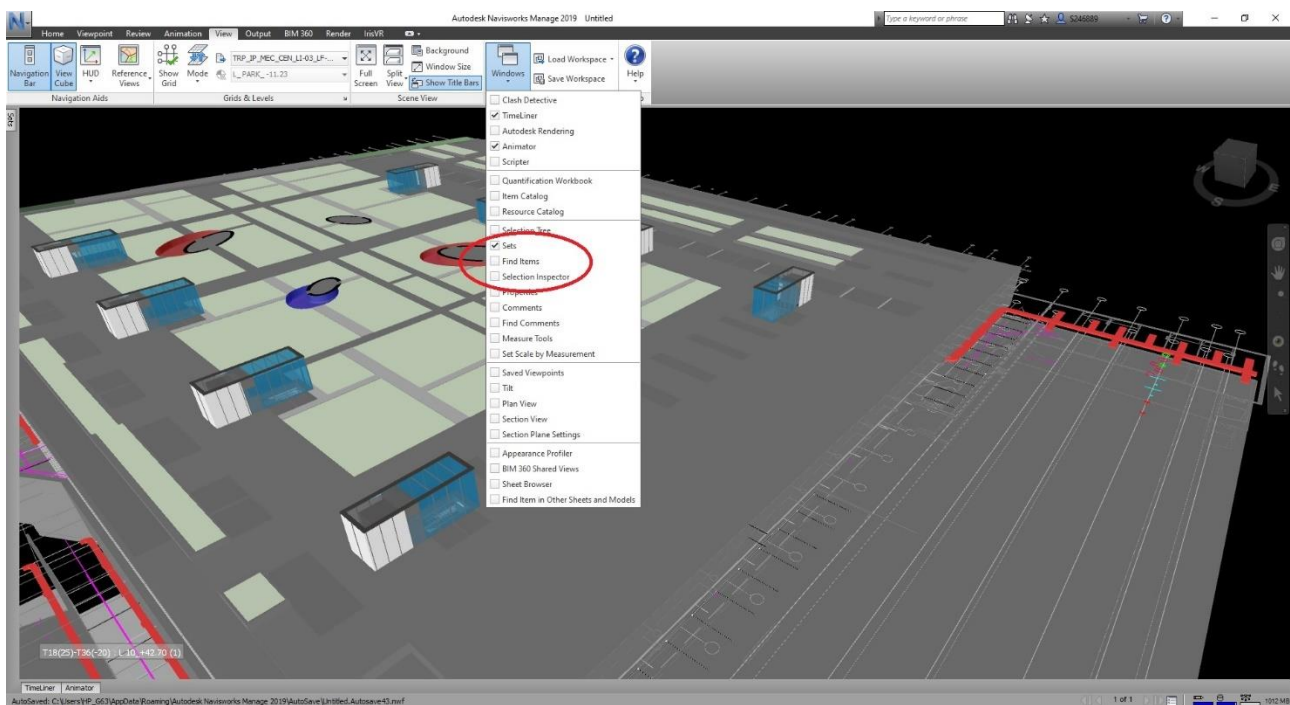 Autodesk Navisworks Manage 2019 Untitled
Type a keyword or phrase
S246889
Home Viewpoint Review Animation View Output BIM 360 Render IrisVR
Navigation Bar
View Cube
HUD
Reference Views
Navigation Aids
Show Grid
Mode
TRP_IP_MEC_CEN_LI-03_LF-...
L_PARK_ -11.23
Grids & Levels
Full Screen
Split View
Background
Window Size
Show Title Bars
Scene View
Windows
Load Workspace
Save Workspace
Help
Sets
Clash Detective
TimeLiner
Autodesk Rendering
Animator
Scripter
Quantification Workbook
Item Catalog
Resource Catalog
Selection Tree
Sets
Find Items
Selection Inspector
Properties
Comments
Find Comments
Measure Tools
Set Scale by Measurement
Saved Viewpoints
Tilt
Plan View
Section View
Section Plane Settings
Appearance Profiler
BIM 360 Shared Views
Sheet Browser
Find Item in Other Sheets and Models
S
E
T18(25)-T36(-20) : L_10_+42.70 (1)
TimeLiner Animator
AutoSaved: C:\Users\HP_G63\AppData\Roaming\Autodesk Navisworks Manage 2019\AutoSave\Untitled.Autosave43.nwf
1 of 1
1012 MB